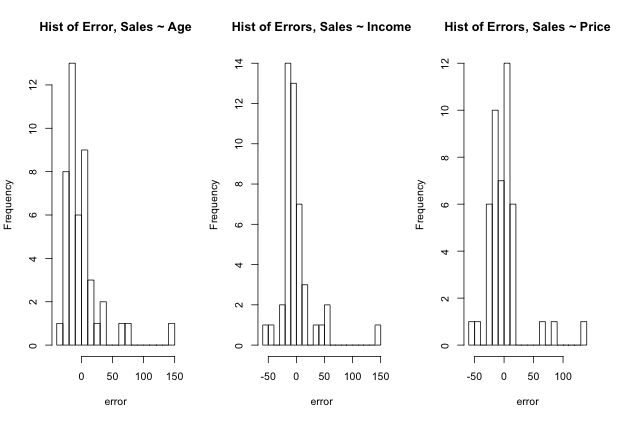 Hist of Error, Sales ~ Age
Frequency
0 2 4 6 8 10 12
0 50 100 150
error
Hist of Errors, Sales ~ Income
Frequency
0 2 4 6 8 10 12 14
-50 0 50 100 150
error
Hist of Errors, Sales ~ Price
Frequency
0 2 4 6 8 10 12
-50 0 50 100
error